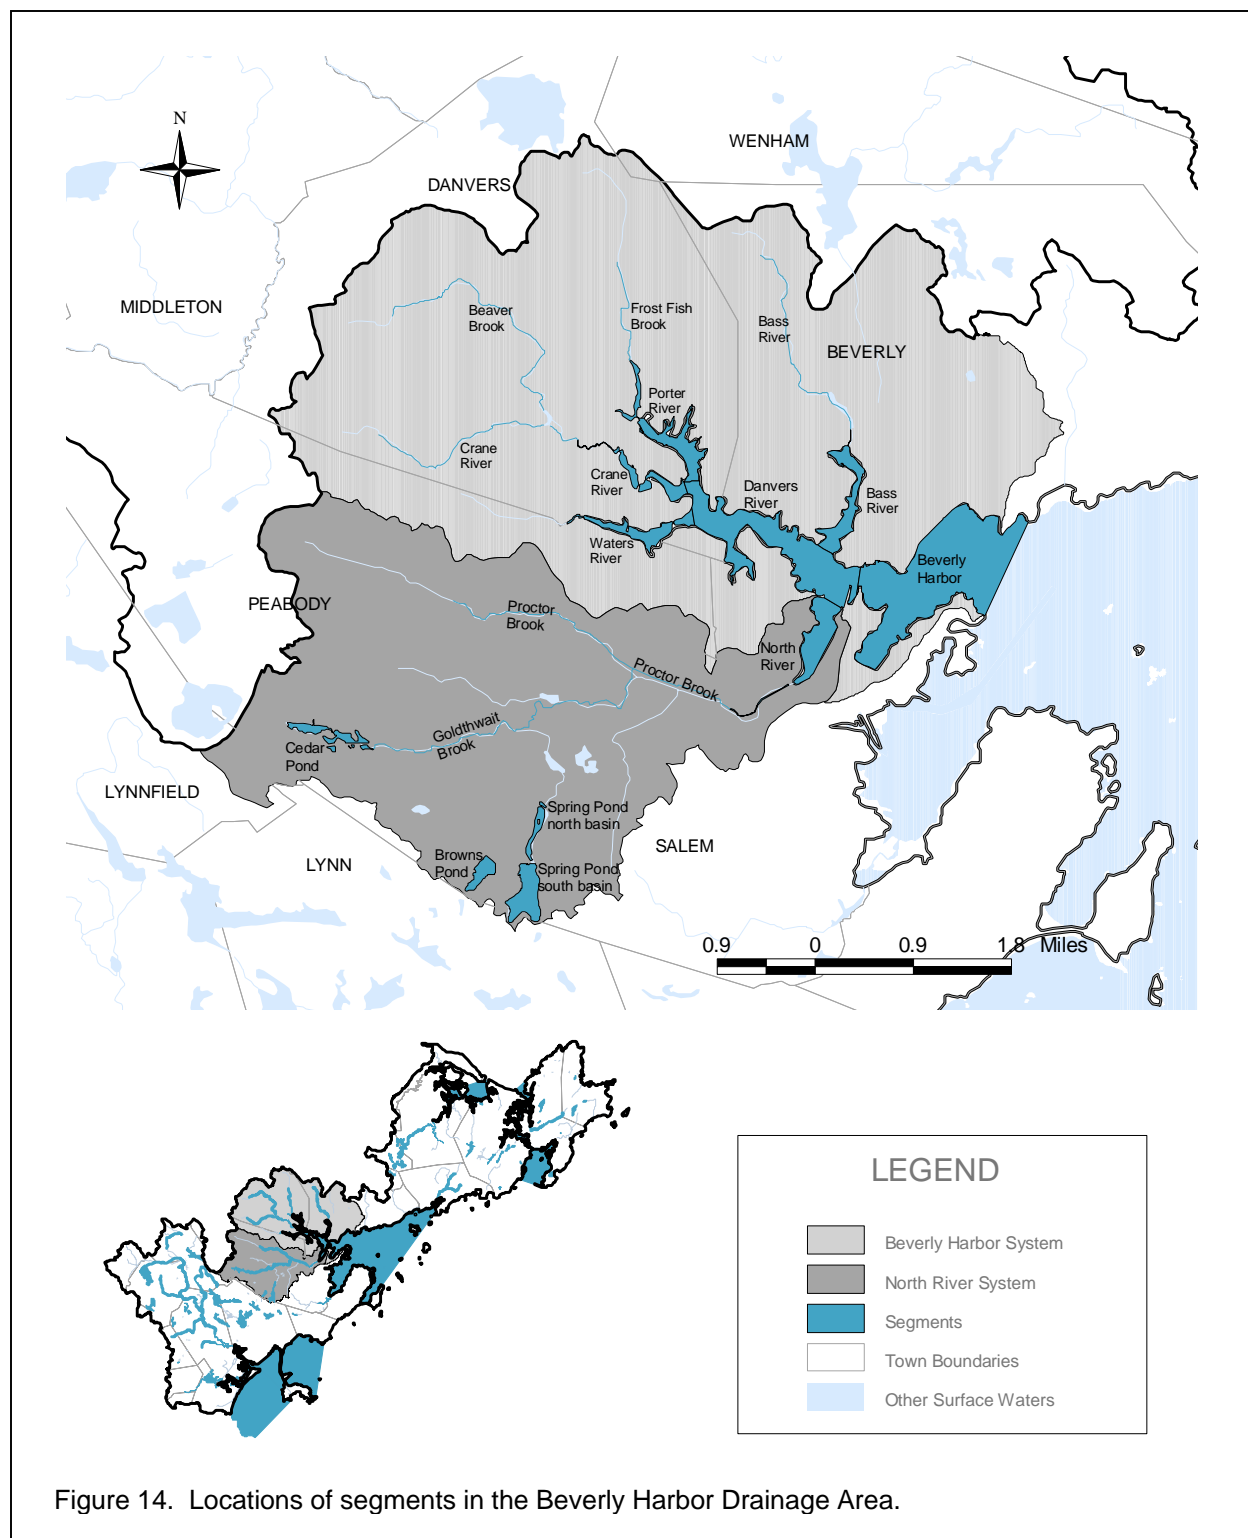 N
WENHAM
DANVERS
MIDDLETON
Beaver
Brook
Frost Fish
Brook
Bass
River
BEVERLY
Porter
River
Crane
River
Crane
River
Danvers
River
Bass
River
Waters
River
Beverly
Harbor
PEABODY
Proctor
Brook
North
River
Proctor Brook
Goldthwait
Brook
Cedar
Pond
LYNNFIELD
Spring Pond
north basin
SALEM
LYNN
Browns
Pond
Spring Pond
south basin
0.9 0 0.9 1.8 Miles
LEGEND
Beverly Harbor System
North River System
Segments
Town Boundaries
Other Surface Waters
Figure 14. Locations of segments in the Beverly Harbor Drainage Area.